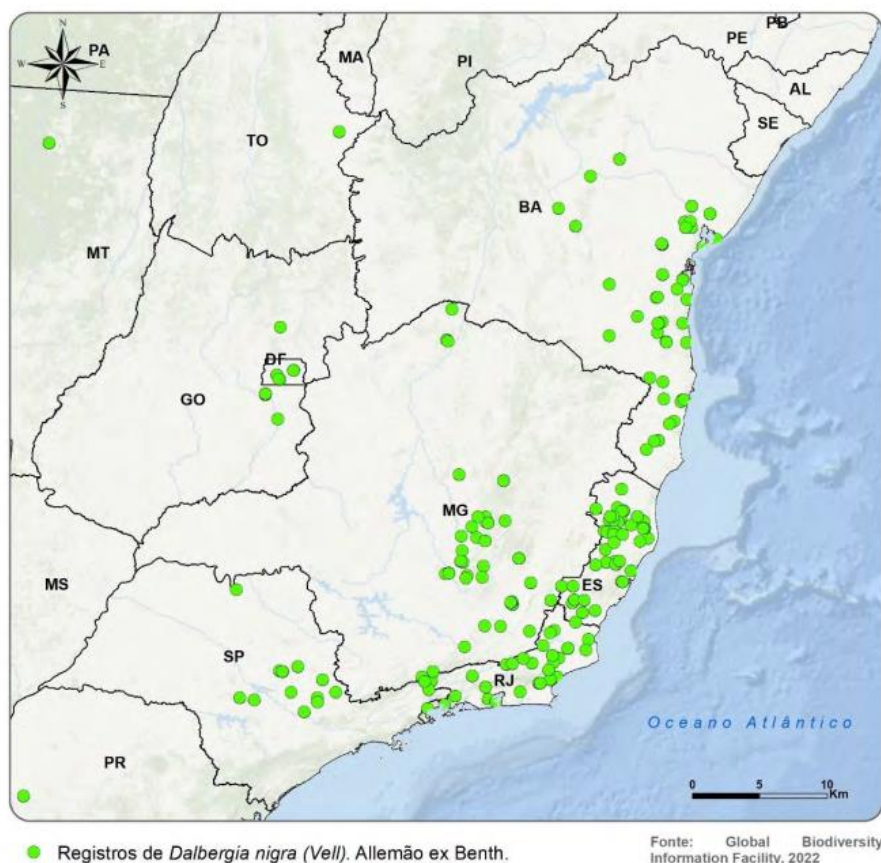 N
W E
S
PA
MA
PI
PE
PB
AL
SE
TO
BA
MT
DF
GO
MG
MS
ES
SP
RJ
PR
Oceano Atlântico
0 5 10
Km
Registros de Dalbergia nigra (Vell). Allemão ex Benth.
Fonte: Global Biodiversity
Information Facility, 2022